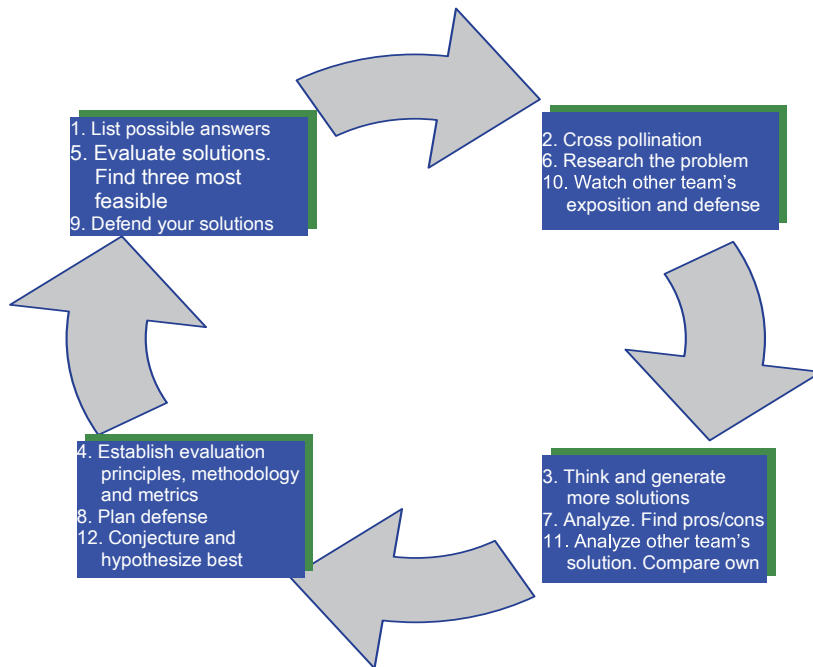 1. List possible answers
5. Evaluate solutions.
Find three most
feasible
9. Defend your solutions
2. Cross pollination
6. Research the problem
10. Watch other team's
exposition and defense
3. Think and generate
more solutions
7. Analyze. Find pros/cons
11. Analyze other team's
solution. Compare own
4. Establish evaluation
principles, methodology
and metrics
8. Plan defense
12. Conjecture and
hypothesize best